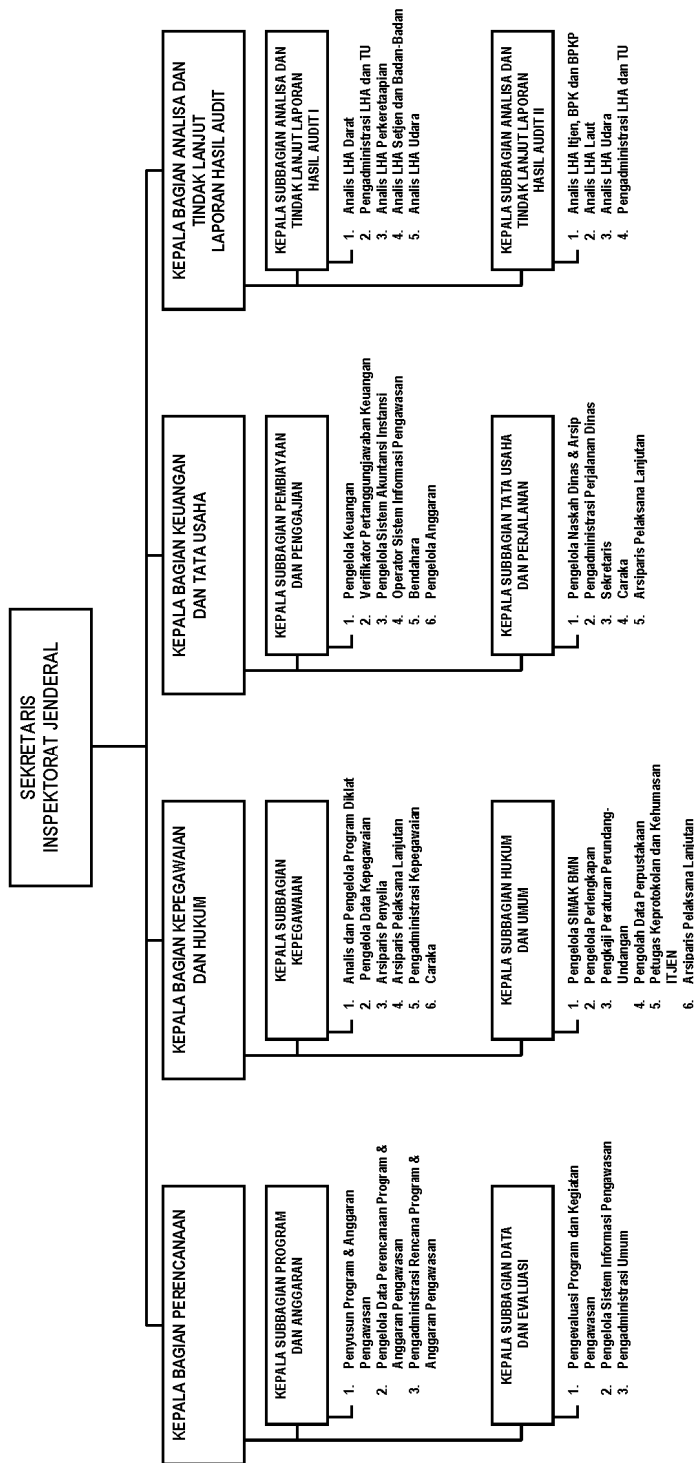 SEKRETARIS
INSPEKTORAT JENDERAL
KEPALA BAGIAN PERENCANAAN
KEPALA SUBBAGIAN PROGRAM
DAN ANGGARAN
1. Penyusun Program & Anggaran
Pengawasan
2. Pengelola Data Perencanaan Program &
Anggaran Pengawasan
3. Pengadministrasi Rencana Program &
Anggaran Pengawasan
KEPALA SUBBAGIAN DATA
DAN EVALUASI
1. Pengevaluasi Program dan Kegiatan
Pengawasan
2. Pengelola Sistem Informasi Pengawasan
3. Pengadministrasi Umum
KEPALA BAGIAN KEPEGAWAIAN
DAN HUKUM
KEPALA SUBBAGIAN
KEPEGAWAIAN
1. Analis dan Pengelola Program Diklat
2. Pengelola Data Kepegawaian
3. Arsiparis Penyelia
4. Arsiparis Pelaksana Lanjutan
5. Pengadministrasi Kepegawaian
6. Caraka
KEPALA SUBBAGIAN HUKUM
DAN UMUM
1. Pengelola SIMAK BMN
2. Pengelola Perlengkapan
3. Pengkaji Peraturan Perundang-
Undangan
4. Pengolah Data Perpustakaan
5. Petugas Keprotokolan dan Kehumasan
ITJEN
6. Arsiparis Pelaksana Lanjutan
KEPALA BAGIAN KEUANGAN
DAN TATA USAHA
KEPALA SUBBAGIAN PEMBIAYAAN
DAN PENGGAJIAN
1. Pengelola Keuangan
2. Verifikator Pertanggungjawaban Keuangan
3. Pengelola Sistem Akuntansi Instansi
4. Operator Sistem Informasi Pengawasan
5. Bendahara
6. Pengelola Anggaran
KEPALA SUBBAGIAN TATA USAHA
DAN PERJALANAN
1. Pengelola Naskah Dinas & Arsip
2. Pengadministrasi Perjalanan Dinas
3. Sekretaris
4. Caraka
5. Arsiparis Pelaksana Lanjutan
KEPALA BAGIAN ANALISA DAN
TINDAK LANJUT
LAPORAN HASIL AUDIT
KEPALA SUBBAGIAN ANALISA DAN
TINDAK LANJUT LAPORAN
HASIL AUDIT I
1. Analis LHA Darat
2. Pengadministrasi LHA dan TU
3. Analis LHA Perkeretaapian
4. Analis LHA Setjen dan Badan-Badan
5. Analis LHA Udara
KEPALA SUBBAGIAN ANALISA DAN
TINDAK LANJUT LAPORAN
HASIL AUDIT II
1. Analis LHA Itjen, BPK dan BPKP
2. Analis LHA Laut
3. Analis LHA Udara
4. Pengadministrasi LHA dan TU